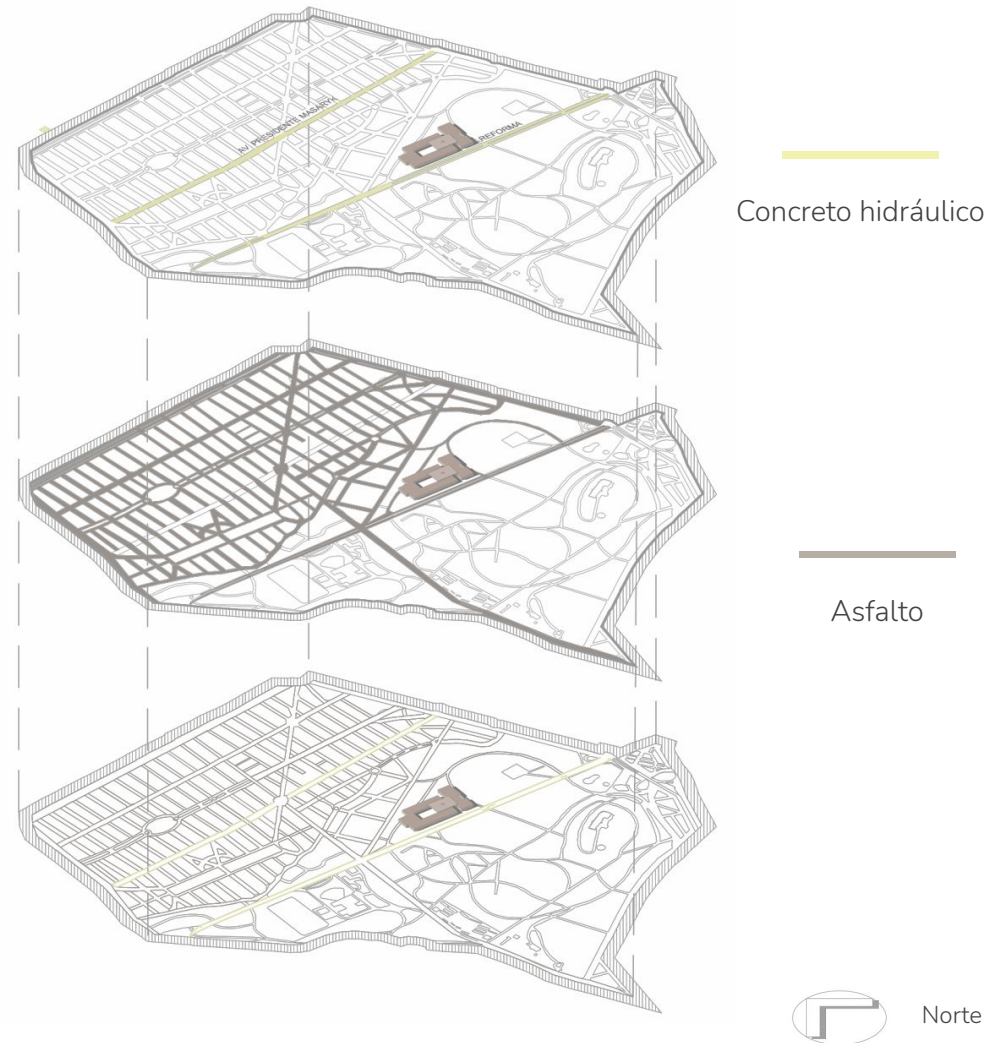 AV. PRESIDENTE MASARYK
REFORMA
Concreto hidráulico
Asfalto
Norte